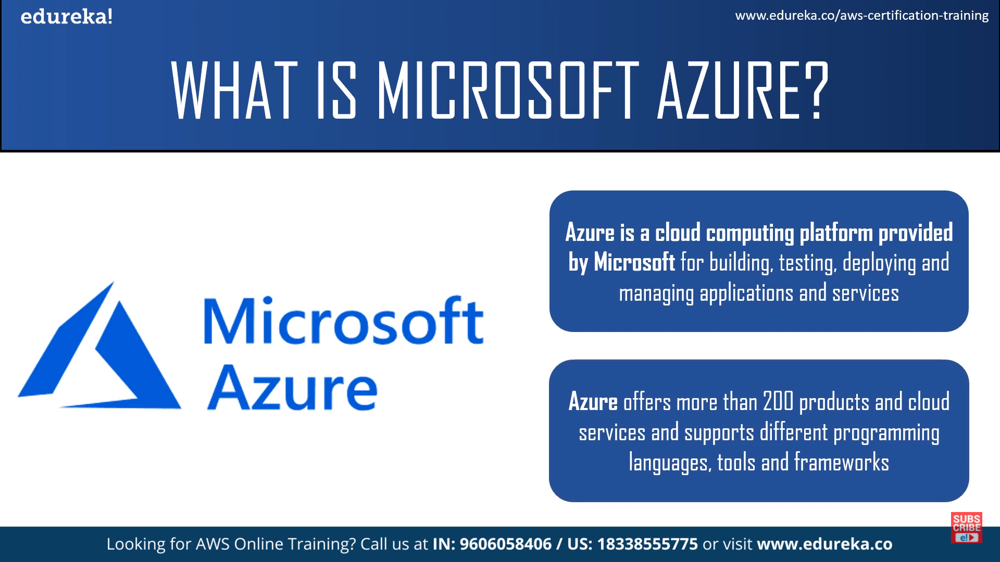 edureka!
www.edureka.co/aws-certification-training
WHAT IS MICROSOFT AZURE?
Microsoft
Azure
Azure is a cloud computing platform provided
by Microsoft for building, testing, deploying and
managing applications and services
Azure offers more than 200 products and cloud
services and supports different programming
languages, tools and frameworks
SUBS
CRIBE
e!
Looking for AWS Online Training? Call us at IN: 9606058406 / US: 18338555775 or visit www.edureka.co